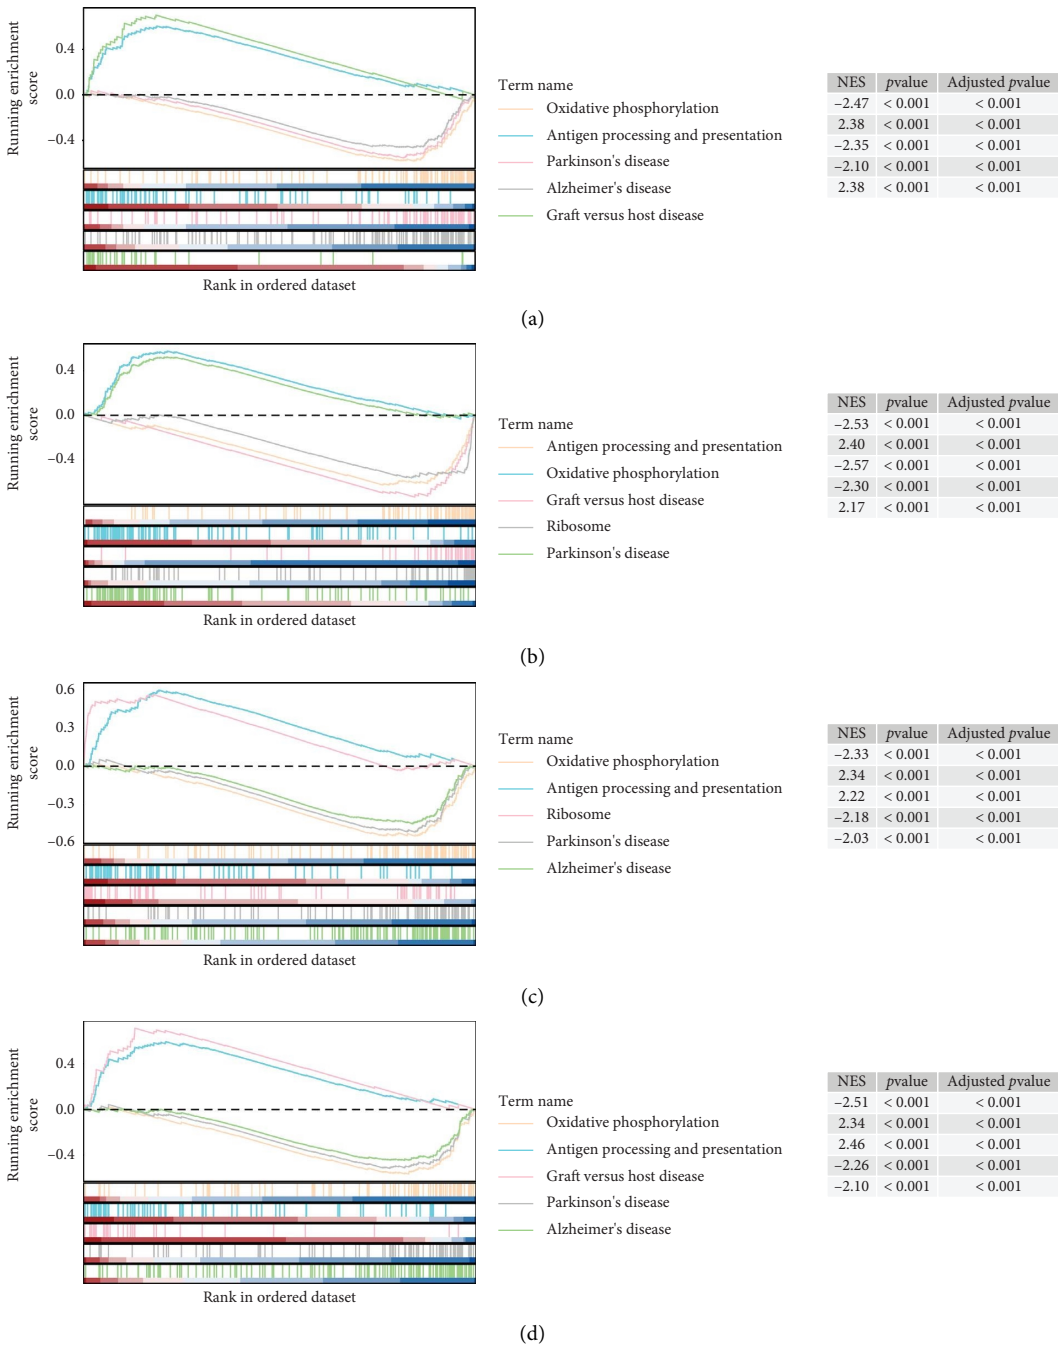 Running enrichment
score
0.4
0.0
–0.4
Rank in ordered dataset
Term name
Oxidative phosphorylation
Antigen processing and presentation
Parkinson's disease
Alzheimer's disease
Graft versus host disease
NES pvalue Adjusted pvalue
–2.47 < 0.001 < 0.001
2.38 < 0.001 < 0.001
–2.35 < 0.001 < 0.001
–2.10 < 0.001 < 0.001
2.38 < 0.001 < 0.001
(a)
Running enrichment
score
0.4
0.0
–0.4
Rank in ordered dataset
Term name
Antigen processing and presentation
Oxidative phosphorylation
Graft versus host disease
Ribosome
Parkinson's disease
NES pvalue Adjusted pvalue
–2.53 < 0.001 < 0.001
2.40 < 0.001 < 0.001
–2.57 < 0.001 < 0.001
–2.30 < 0.001 < 0.001
2.17 < 0.001 < 0.001
(b)
Running enrichment
score
0.6
0.3
0.0
–0.3
–0.6
Rank in ordered dataset
Term name
Oxidative phosphorylation
Antigen processing and presentation
Ribosome
Parkinson's disease
Alzheimer's disease
NES pvalue Adjusted pvalue
–2.33 < 0.001 < 0.001
2.34 < 0.001 < 0.001
2.22 < 0.001 < 0.001
–2.18 < 0.001 < 0.001
–2.03 < 0.001 < 0.001
(c)
Running enrichment
score
0.4
0.0
–0.4
Rank in ordered dataset
Term name
Oxidative phosphorylation
Antigen processing and presentation
Graft versus host disease
Parkinson's disease
Alzheimer's disease
NES pvalue Adjusted pvalue
–2.51 < 0.001 < 0.001
2.34 < 0.001 < 0.001
2.46 < 0.001 < 0.001
–2.26 < 0.001 < 0.001
–2.10 < 0.001 < 0.001
(d)